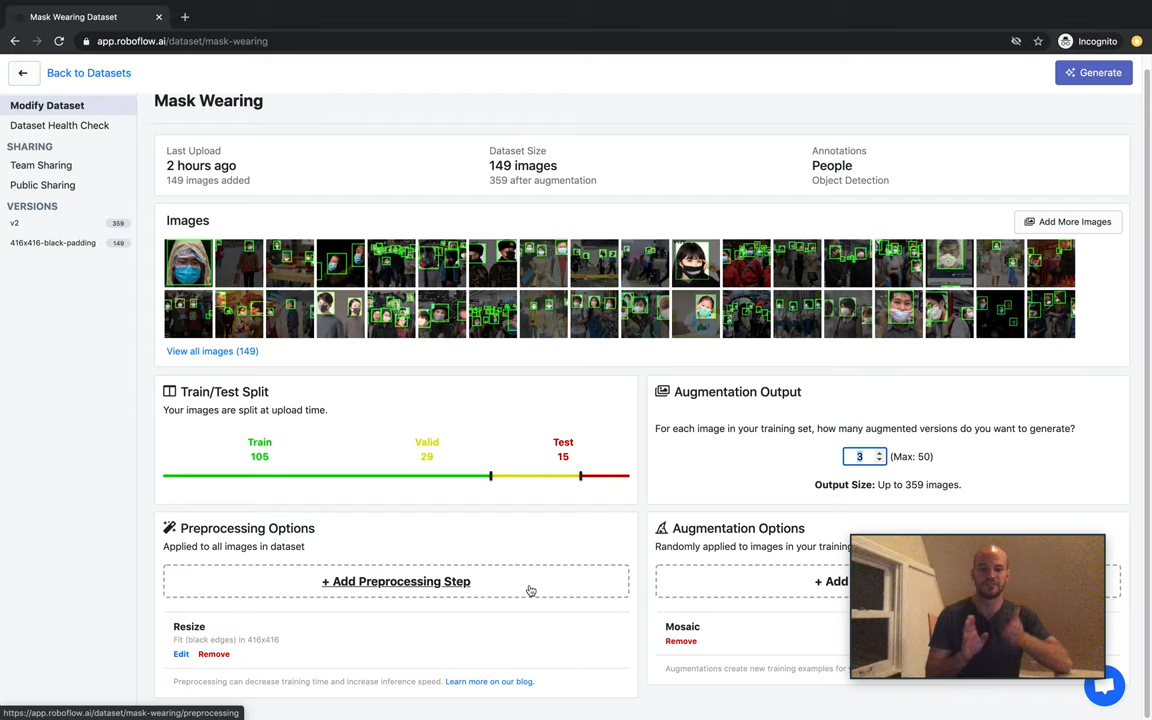 Mask Wearing Dataset
app.roboflow.ai/dataset/mask-wearing
Incognito
Back to Datasets
Generate
Modify Dataset
Dataset Health Check
SHARING
Team Sharing
Public Sharing
VERSIONS
v2 359
416x416-black-padding 149
Mask Wearing
Last Upload
2 hours ago
149 images added
Dataset Size
149 images
359 after augmentation
Annotations
People
Object Detection
Images
Add More Images
View all images (149)
Train/Test Split
Your images are split at upload time.
Train Valid Test
105 29 15
Augmentation Output
For each image in your training set, how many augmented versions do you want to generate?
3 (Max: 50)
Output Size: Up to 359 images.
Preprocessing Options
Applied to all images in dataset
+ Add Preprocessing Step
Resize
Fit (black edges) in 416x416
Edit Remove
Preprocessing can decrease training time and increase inference speed. Learn more on our blog.
Augmentation Options
Randomly applied to images in your training
+ Add
Mosaic
Remove
Augmentations create new training examples for
https://app.roboflow.ai/dataset/mask-wearing/preprocessing